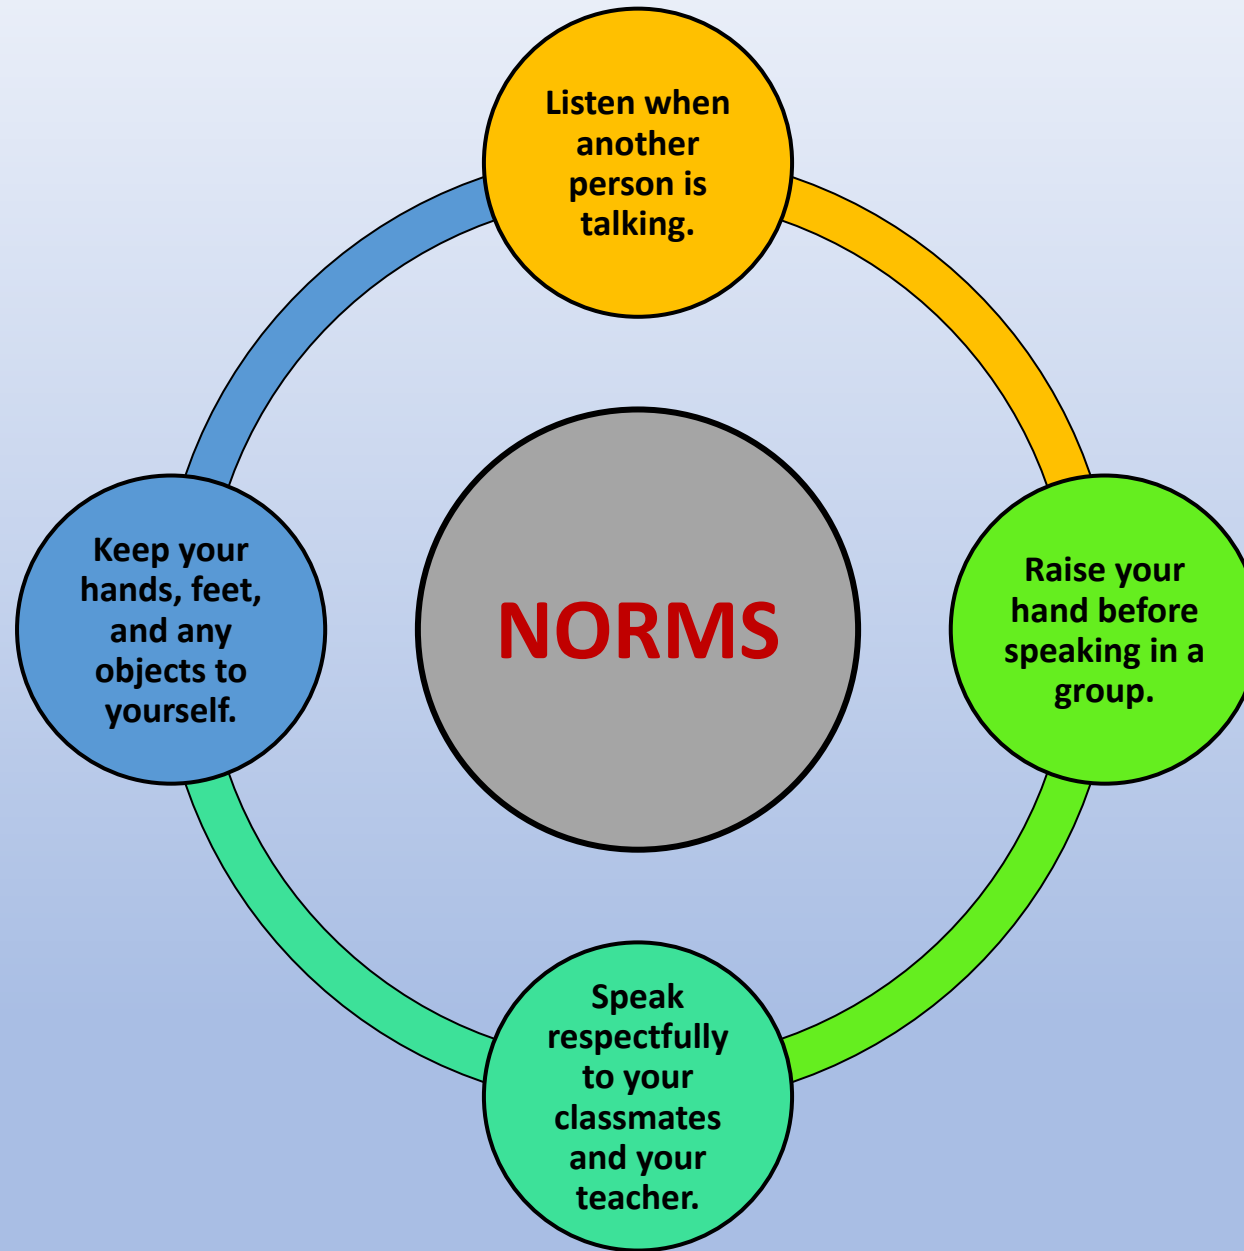 Listen when
another
person is
talking.
Keep your
hands, feet,
and any
objects to
yourself.
NORMS
Raise your
hand before
speaking in a
group.
Speak
respectfully
to your
classmates
and your
teacher.